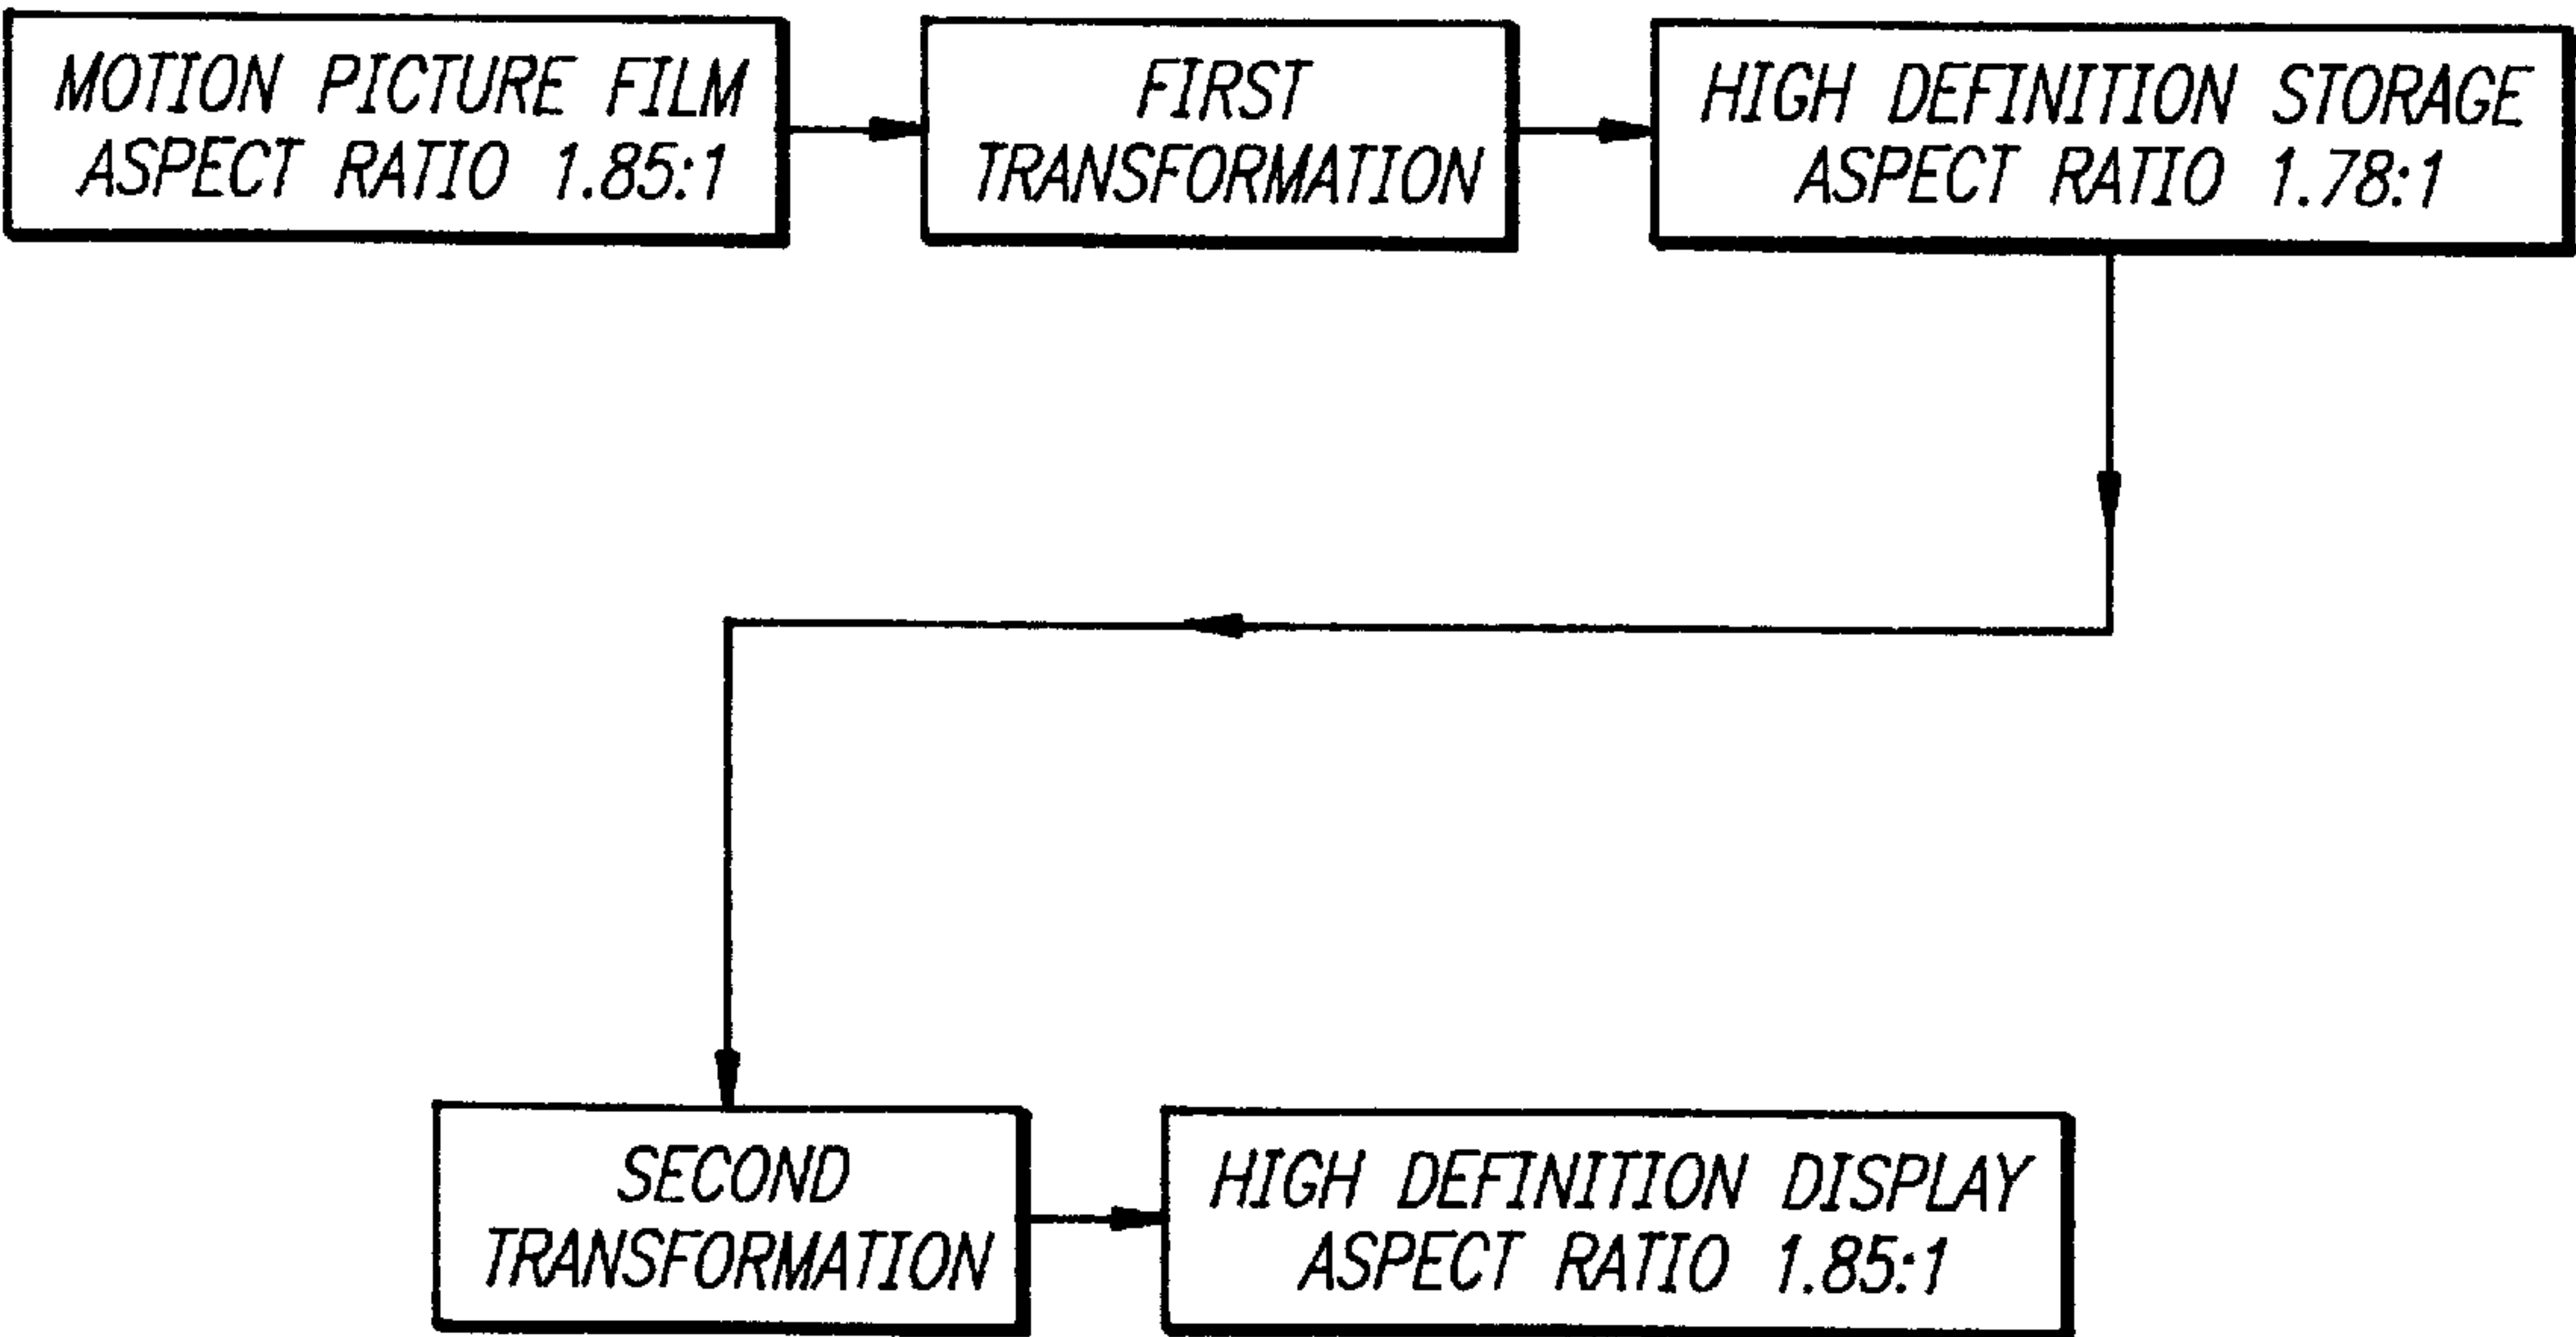 MOTION PICTURE FILM
ASPECT RATIO 1.85:1
FIRST
TRANSFORMATION
HIGH DEFINITION STORAGE
ASPECT RATIO 1.78:1
SECOND
TRANSFORMATION
HIGH DEFINITION DISPLAY
ASPECT RATIO 1.85:1